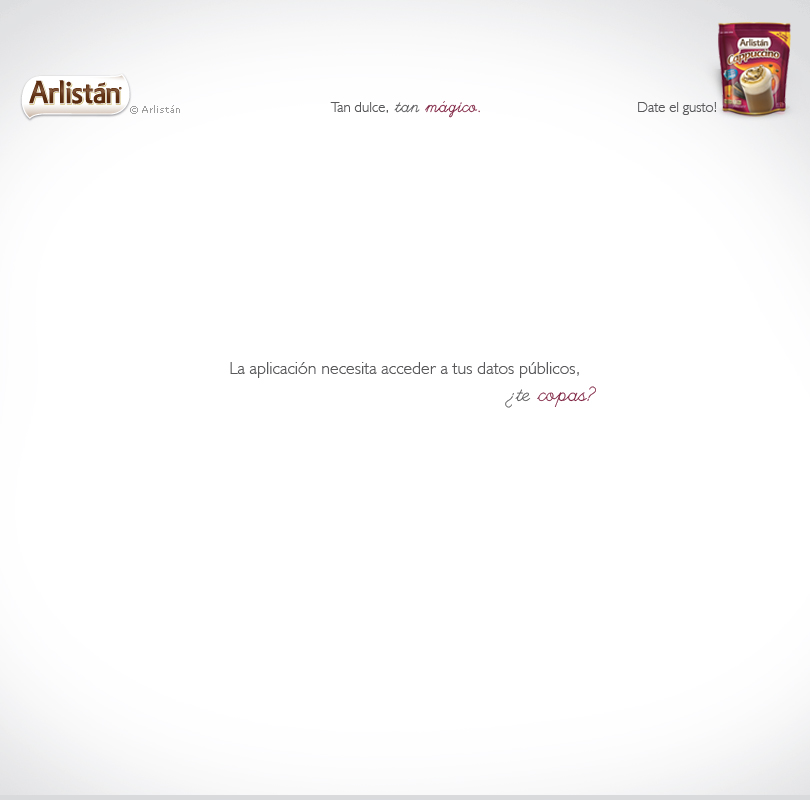 Arlistán
© Arlistán
Tan dulce, tan mágico.
Date el gusto!
Arlistán
Cappuccino
La aplicación necesita acceder a tus datos públicos,
¿te copas?